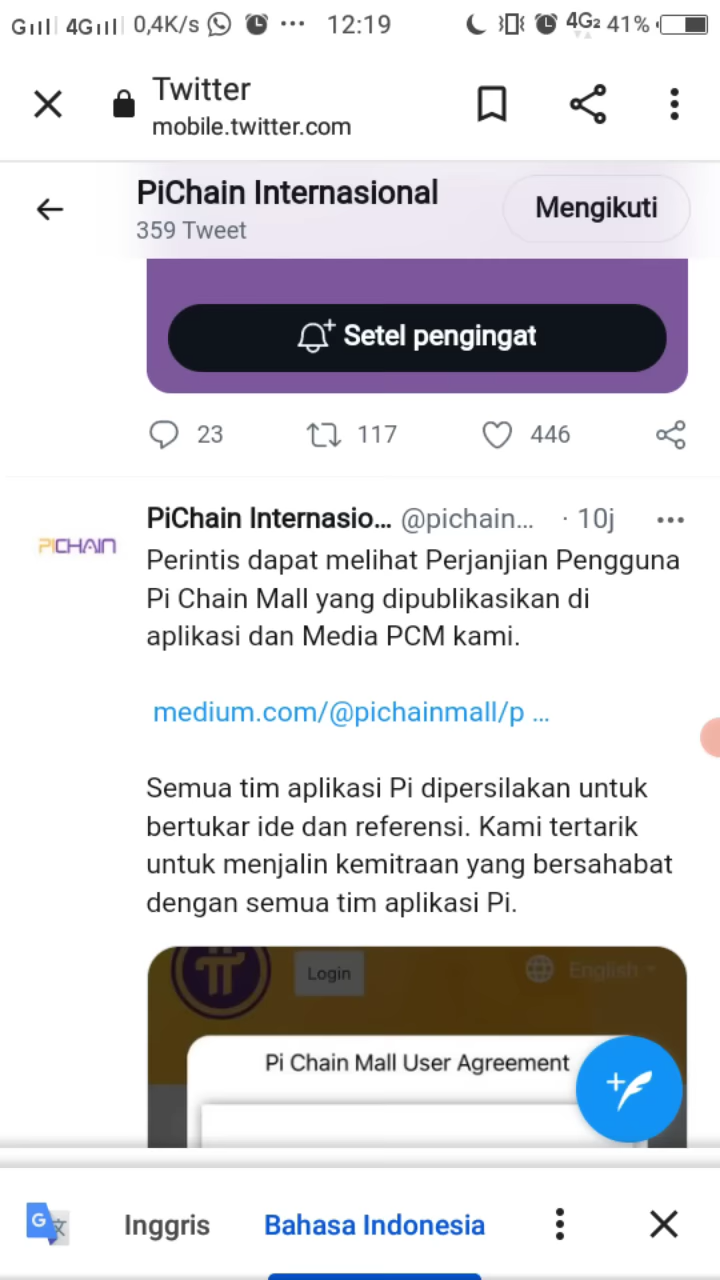 G 4G 0,4K/s ... 12:19 4G2 41%
Twitter
mobile.twitter.com
PiChain Internasional
359 Tweet
Mengikuti
Setel pengingat
23 117 446
PiChain Internasio... @pichain... · 10j
PICHAIN
Perintis dapat melihat Perjanjian Pengguna
Pi Chain Mall yang dipublikasikan di
aplikasi dan Media PCM kami.
medium.com/@pichainmall/p ...
Semua tim aplikasi Pi dipersilakan untuk
bertukar ide dan referensi. Kami tertarik
untuk menjalin kemitraan yang bersahabat
dengan semua tim aplikasi Pi.
Login English
Pi Chain Mall User Agreement
G 文 Inggris Bahasa Indonesia